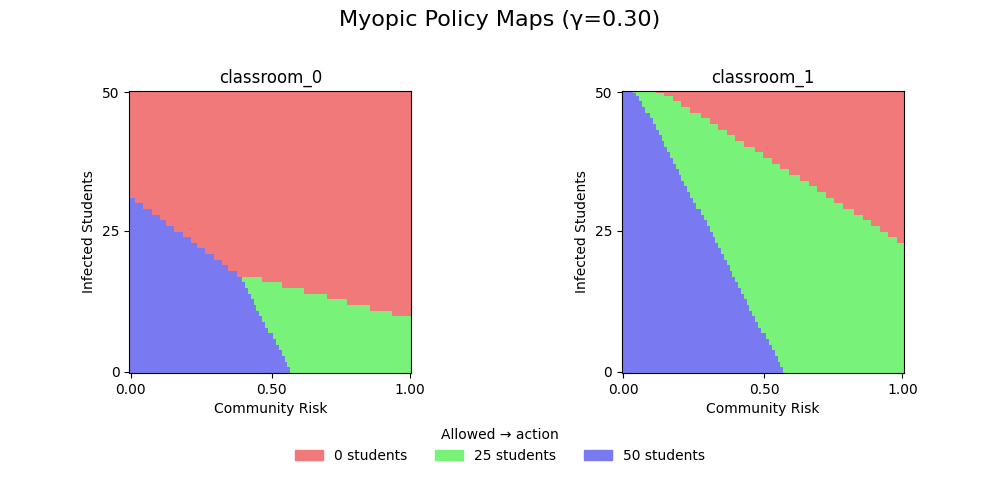 Myopic Policy Maps (γ=0.30)
classroom_0
classroom_1
50
25
0
Infected Students
0.00 0.50 1.00
Community Risk
50
25
0
Infected Students
0.00 0.50 1.00
Community Risk
Allowed → action
0 students 25 students 50 students